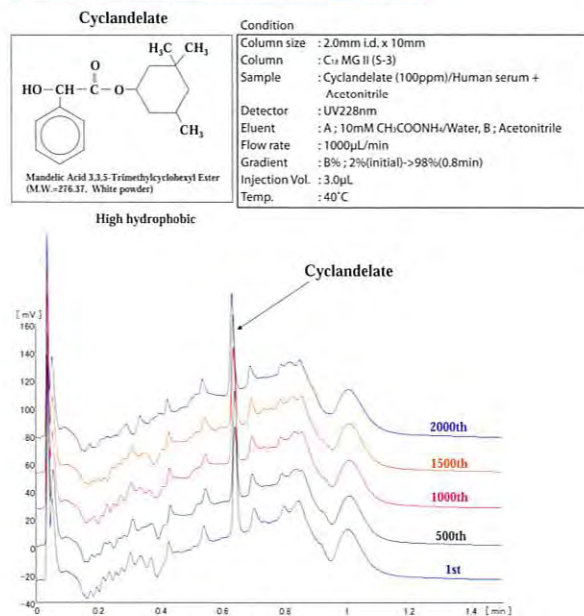 Cyclandelate
H₃C
CH₃
O
HO-CH-C-O
CH₃
Mandelic Acid 3,3,5-Trimethylcyclohexyl Ester
(M.W.=276.37, White powder)
High hydrophobic
Condition
Column size : 2.0mm i.d. x 10mm
Column : C₁₈ MG II (S-3)
Sample : Cyclandelate (100ppm)/Human serum +
Acetonitrile
Detector : UV228nm
Eluent : A ; 10mM CH₃COONH₄/Water, B ; Acetonitrile
Flow rate : 1000μL/min
Gradient : B% ; 2%(initial)->98%(0.8min)
Injection Vol. : 3.0μL
Temp. : 40˚C
Cyclandelate
[ mV ]
160
140
120
100
80
60
40
20
0
-20
-40
2000th
1500th
1000th
500th
1st
0 0.2 0.4 0.6 0.8 1 1.2 1.4 [ min ]